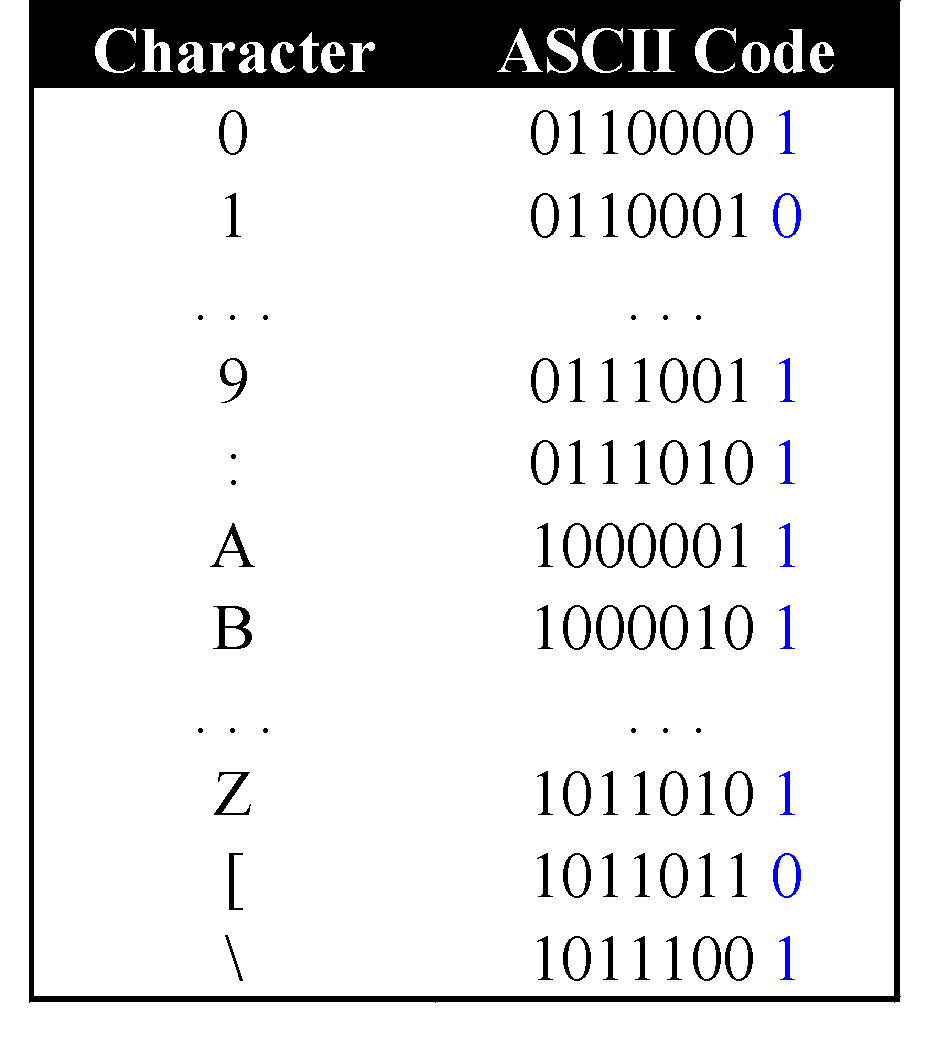 Character ASCII Code
0 0110000 1
1 0110001 0
. . . . . .
9 0111001 1
: 0111010 1
A 1000001 1
B 1000010 1
. . . . . .
Z 1011010 1
[ 1011011 0
\ 1011100 1